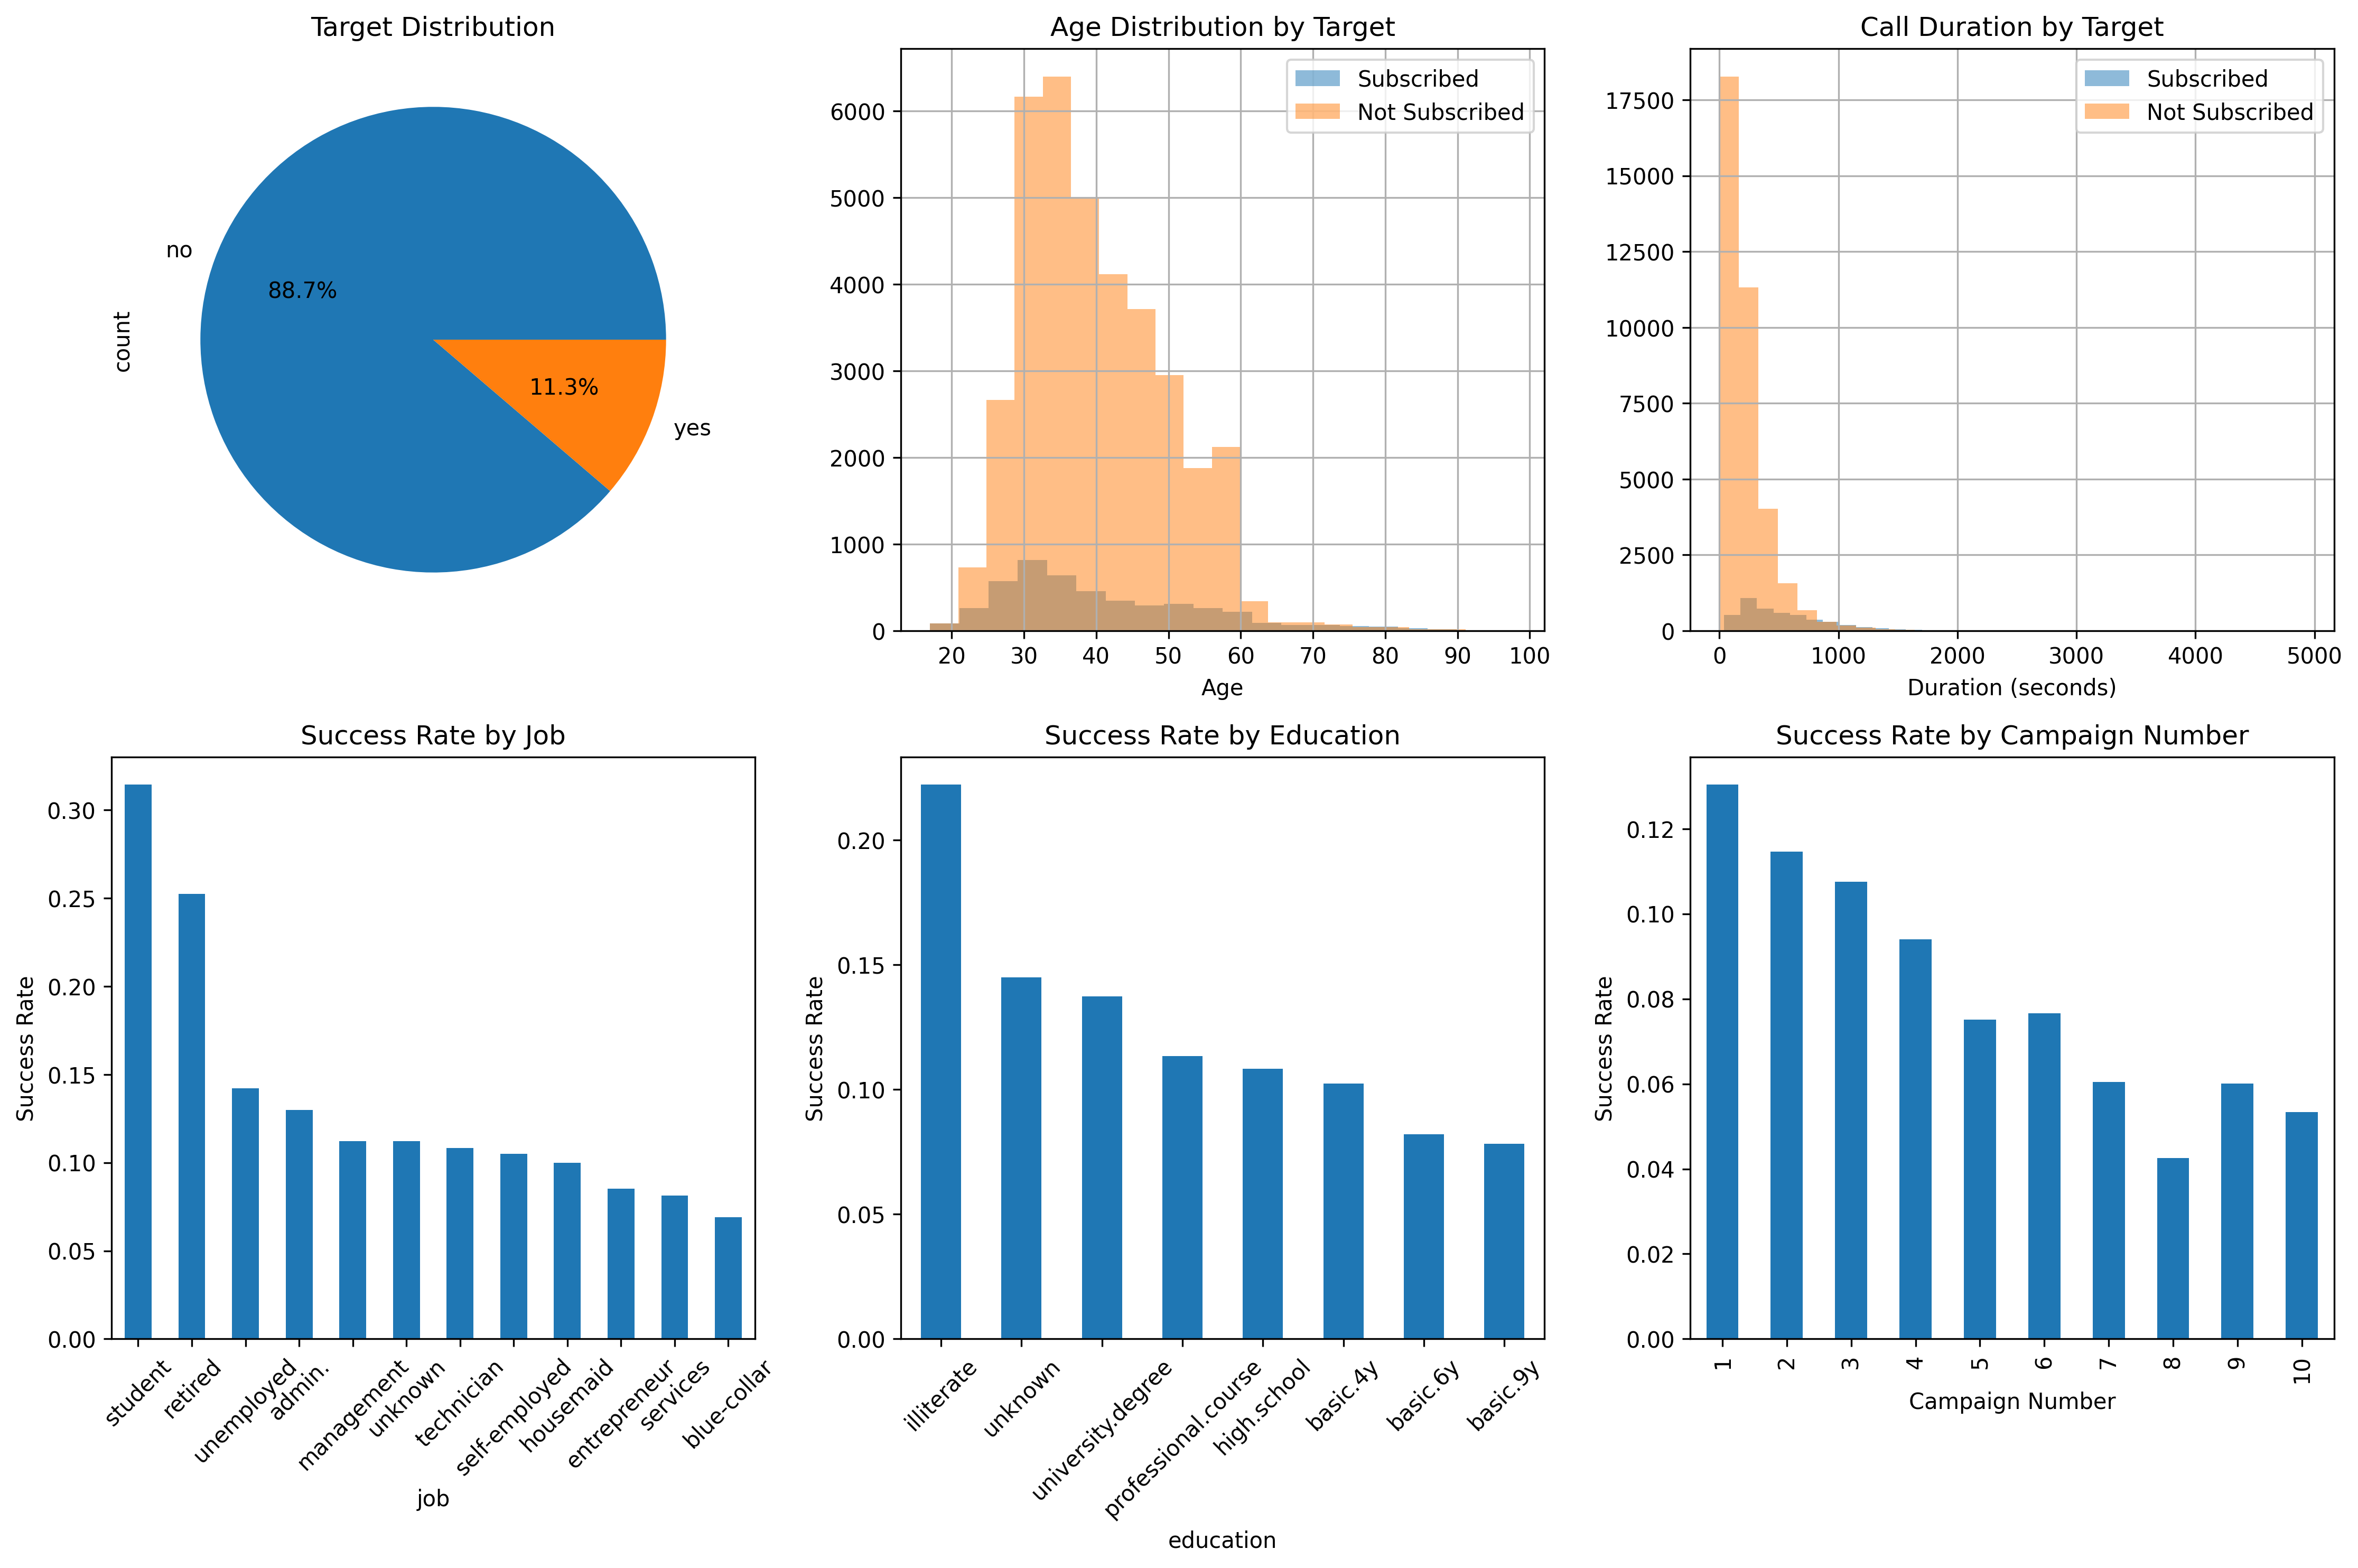 Target Distribution
no
88.7%
11.3%
yes
count
Age Distribution by Target
Subscribed
Not Subscribed
6000
5000
4000
3000
2000
1000
0
20 30 40 50 60 70 80 90 100
Age
Call Duration by Target
Subscribed
Not Subscribed
17500
15000
12500
10000
7500
5000
2500
0
0 1000 2000 3000 4000 5000
Duration (seconds)
Success Rate by Job
Success Rate
0.30
0.25
0.20
0.15
0.10
0.05
0.00
student
retired
unemployed
admin.
management
unknown
technician
self-employed
housemaid
entrepreneur
services
blue-collar
job
Success Rate by Education
Success Rate
0.20
0.15
0.10
0.05
0.00
illiterate
unknown
university.degree
professional.course
high.school
basic.4y
basic.6y
basic.9y
education
Success Rate by Campaign Number
Success Rate
0.12
0.10
0.08
0.06
0.04
0.02
0.00
1 2 3 4 5 6 7 8 9 10
Campaign Number